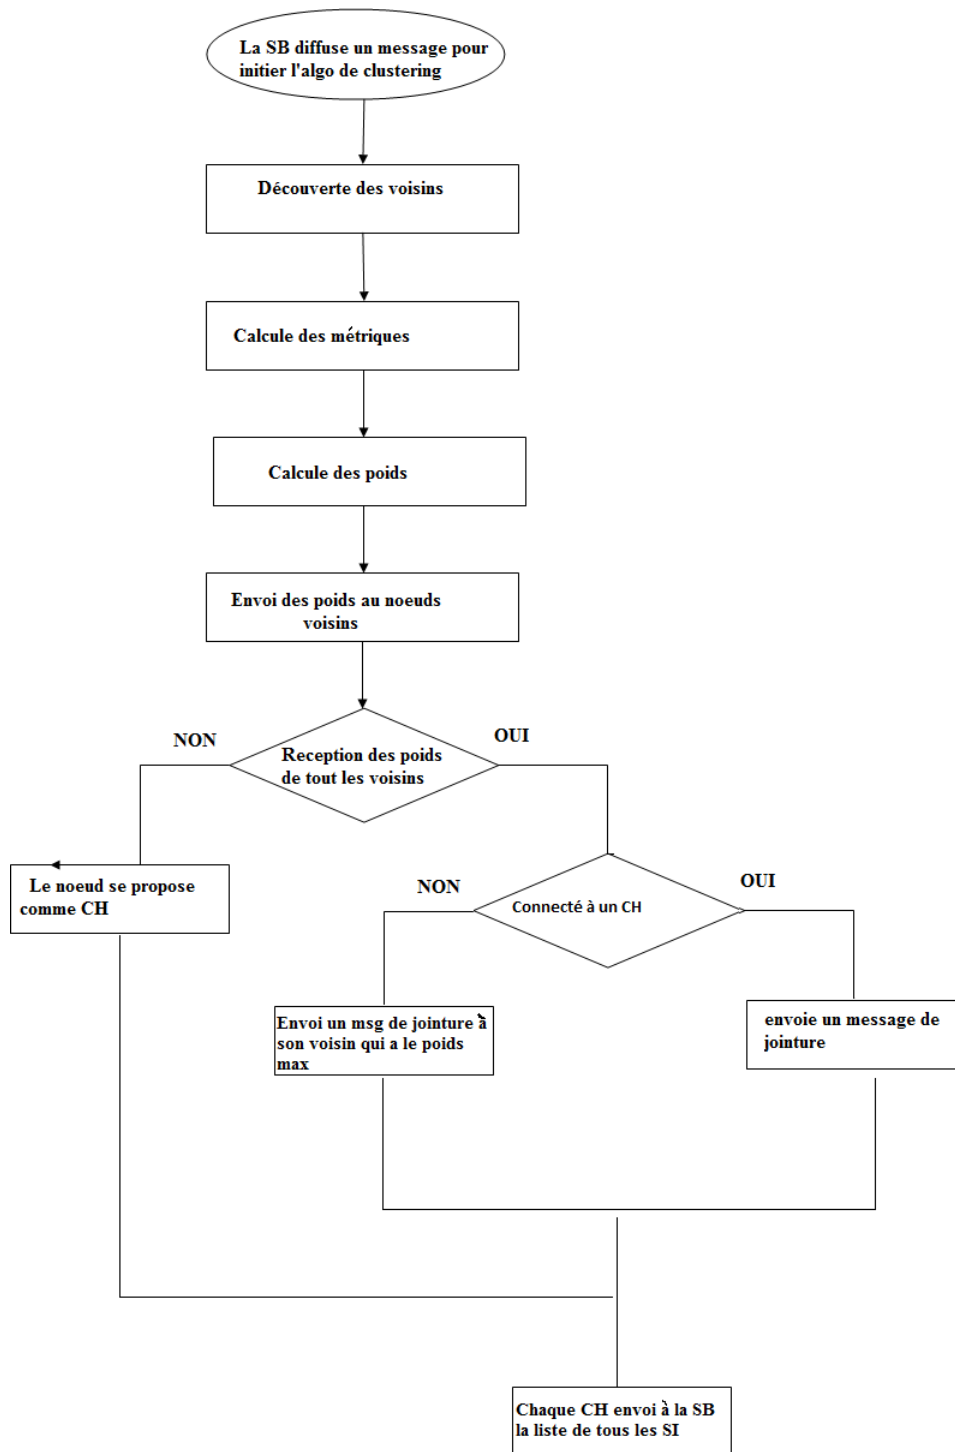 La SB diffuse un message pour
initier l'algo de clustering
Découverte des voisins
Calcule des métriques
Calcule des poids
Envoi des poids au noeuds
voisins
NON
OUI
Reception des poids
de tout les voisins
Le noeud se propose
comme CH
NON
OUI
Connecté à un CH
Envoi un msg de jointure à
son voisin qui a le poids
max
envoie un message de
jointure
Chaque CH envoi à la SB
la liste de tous les SI